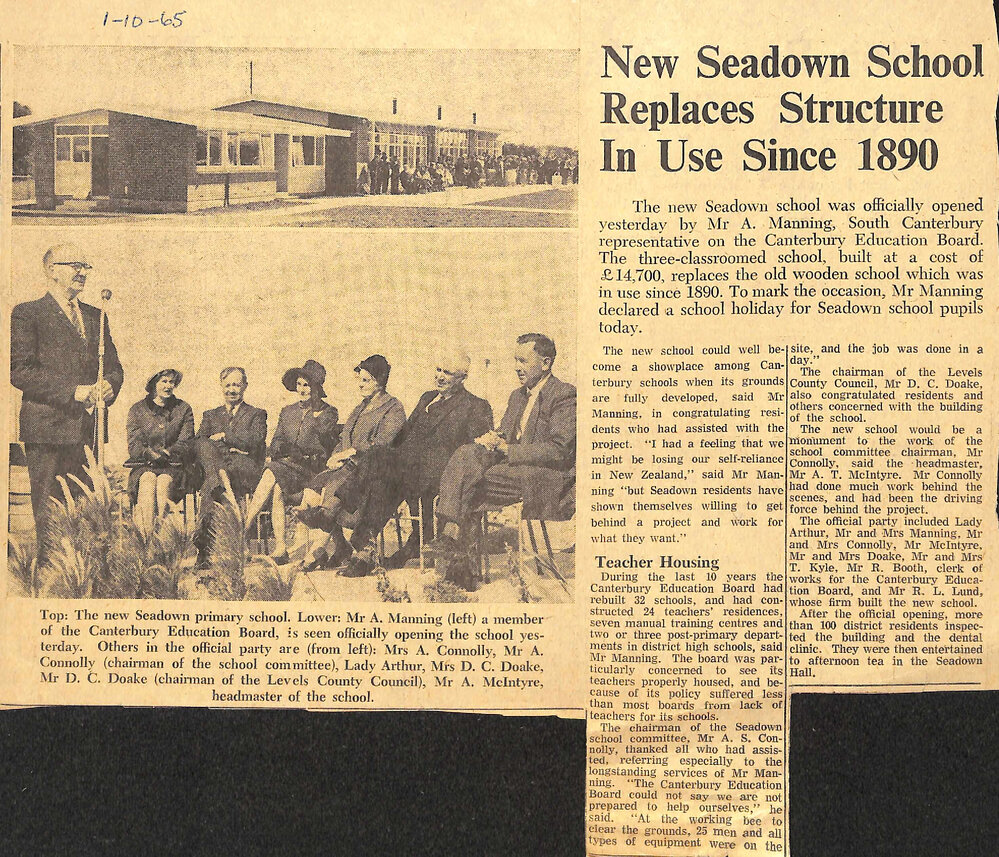 1-10-65
New Seadown School
Replaces Structure
In Use Since 1890
The new Seadown school was officially opened
yesterday by Mr A. Manning, South Canterbury
representative on the Canterbury Education Board.
The three-classroomed school, built at a cost of
£14,700, replaces the old wooden school which was
in use since 1890. To mark the occasion, Mr Manning
declared a school holiday for Seadown school pupils
today.
The new school could well be-
come a showplace among Can-
terbury schools when its grounds
are fully developed, said Mr
Manning, in congratulating resi-
dents who had assisted with the
project. "I had a feeling that we
might be losing our self-reliance
in New Zealand," said Mr Man-
ning "but Seadown residents have
shown themselves willing to get
behind a project and work for
what they want."
Teacher Housing
During the last 10 years the
Canterbury Education Board had
rebuilt 32 schools, and had con-
structed 24 teachers' residences,
seven manual training centres and
two or three post-primary depart-
ments in district high schools, said
Mr Manning. The board was par-
ticularly concerned to see its
teachers properly housed, and be-
cause of its policy suffered less
than most boards from lack of
teachers for its schools.
The chairman of the Seadown
school committee, Mr A. S. Con-
nolly, thanked all who had assis-
ted, referring especially to the
longstanding services of Mr Man-
ning. "The Canterbury Education
Board could not say we are not
prepared to help ourselves," he
said. "At the working bee to
clear the grounds, 25 men and all
types of equipment were on the
site, and the job was done in a
day."
The chairman of the Levels
County Council, Mr D. C. Doake,
also congratulated residents and
others concerned with the building
of the school.
The new school would be a
monument to the work of the
school committee chairman, Mr
Connolly, said the headmaster,
Mr A. T. McIntyre. Mr Connolly
had done much work behind the
scenes, and had been the driving
force behind the project.
The official party included Lady
Arthur, Mr and Mrs Manning, Mr
and Mrs Connolly, Mr McIntyre,
Mr and Mrs Doake, Mr and Mrs
T. Kyle, Mr R. Booth, clerk of
works for the Canterbury Educa-
tion Board, and Mr R. L. Lund,
whose firm built the new school.
After the official opening, more
than 100 district residents inspec-
ted the building and the dental
clinic. They were then entertained
to afternoon tea in the Seadown
Hall.
Top: The new Seadown primary school. Lower: Mr A. Manning (left) a member
of the Canterbury Education Board, is seen officially opening the school yes-
terday. Others in the official party are (from left): Mrs A. Connolly, Mr A.
Connolly (chairman of the school committee), Lady Arthur, Mrs D. C. Doake,
Mr D. C. Doake (chairman of the Levels County Council), Mr A. McIntyre,
headmaster of the school.